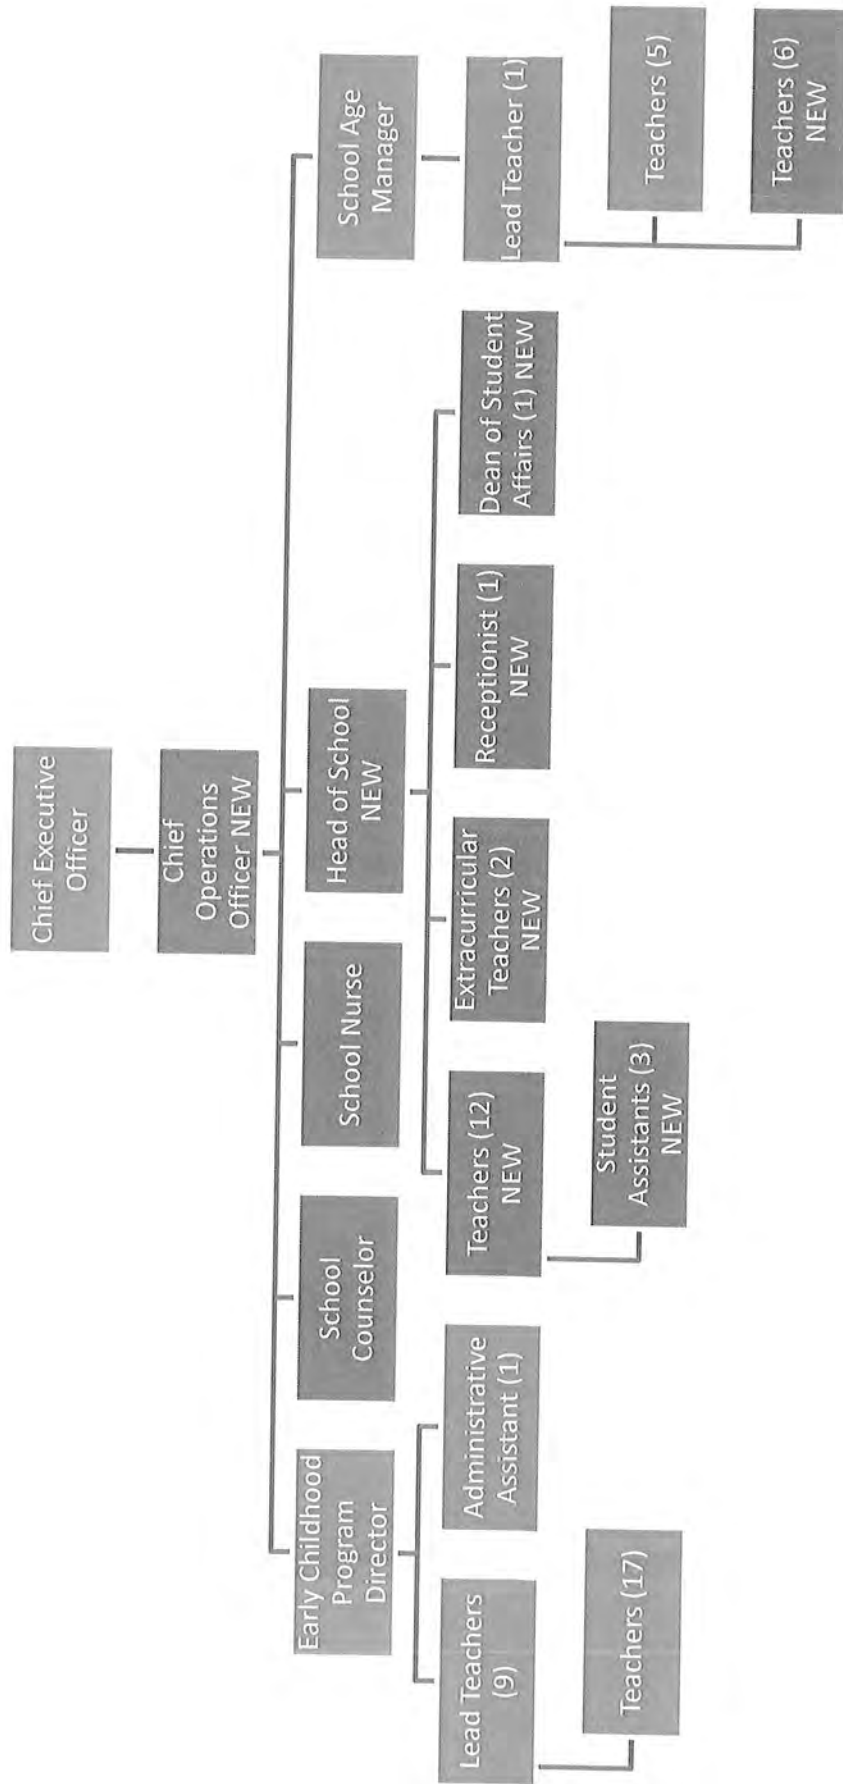 Chief Executive
Officer
Chief
Operations
Officer NEW
Early Childhood
Program
Director
School
Counselor
School Nurse
Head of School
NEW
School Age
Manager
Lead Teachers
(9)
Administrative
Assistant (1)
Teachers (12)
NEW
Extracurricular
Teachers (2)
NEW
Receptionist (1)
NEW
Dean of Student
Affairs (1) NEW
Lead Teacher (1)
Teachers (17)
Student
Assistants (3)
NEW
Teachers (5)
Teachers (6)
NEW